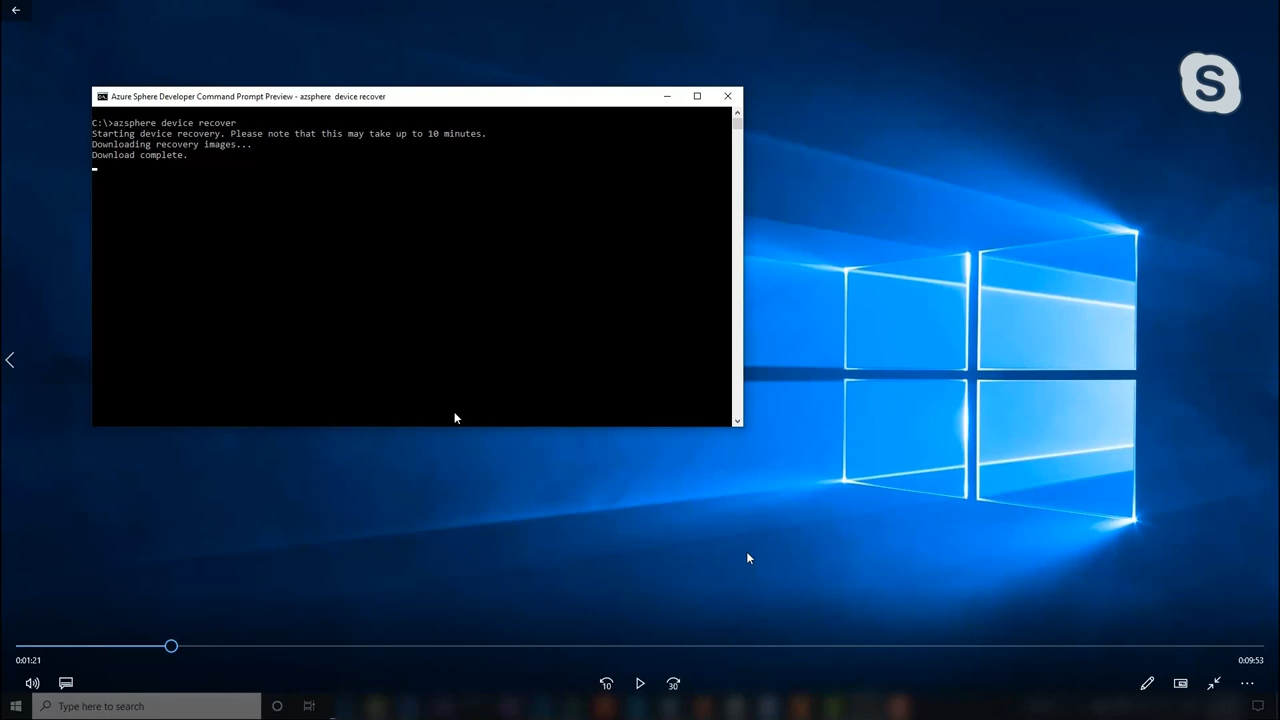 S
Azure Sphere Developer Command Prompt Preview - azsphere  device recover
C:\>azsphere device recover
Starting device recovery. Please note that this may take up to 10 minutes.
Downloading recovery images...
Download complete.
0:01:21
0:09:53
10
30
Type here to search